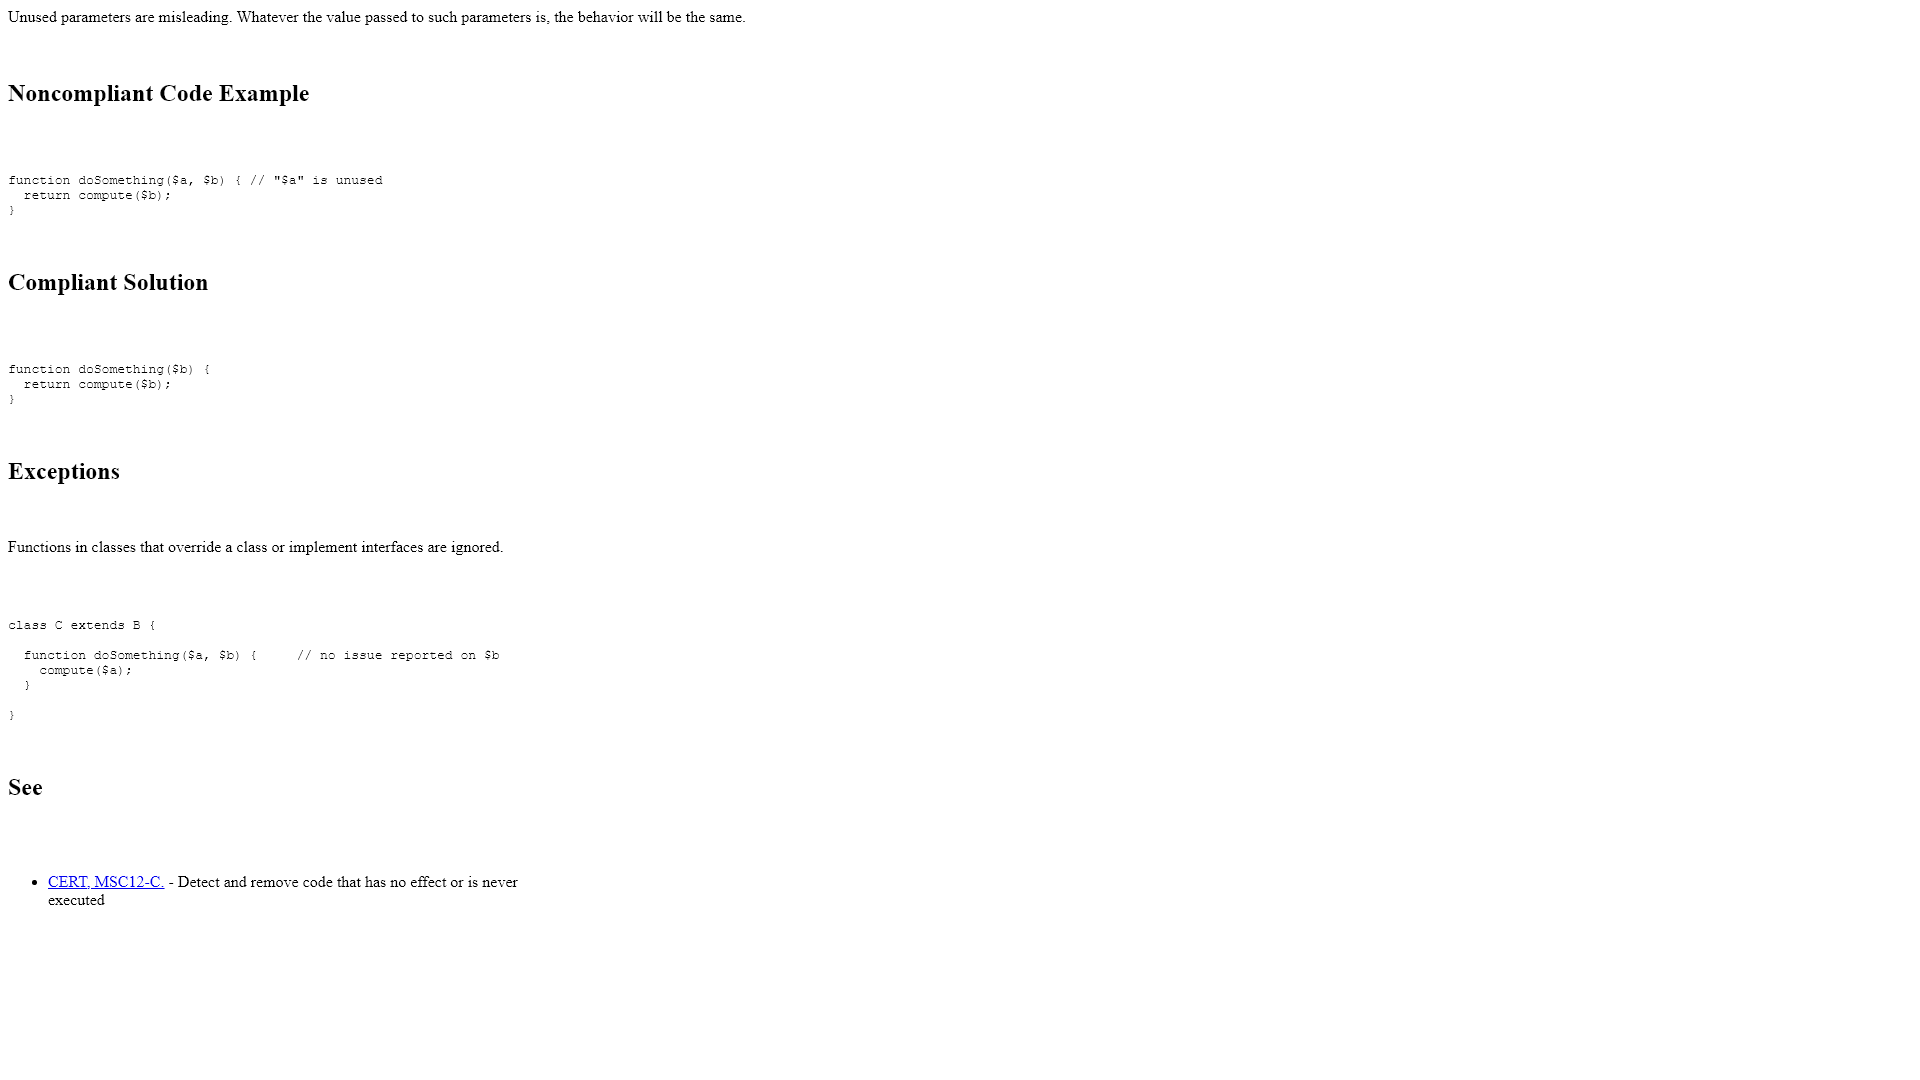 Unused parameters are misleading. Whatever the value passed to such parameters is, the behavior will be the same.
Noncompliant Code Example
function doSomething($a, $b) { // "$a" is unused
  return compute($b);
}
Compliant Solution
function doSomething($b) {
  return compute($b);
}
Exceptions
Functions in classes that override a class or implement interfaces are ignored.
class C extends B {
  function doSomething($a, $b) {     // no issue reported on $b
    compute($a);
  }
}
See
• CERT, MSC12-C. - Detect and remove code that has no effect or is never
executed